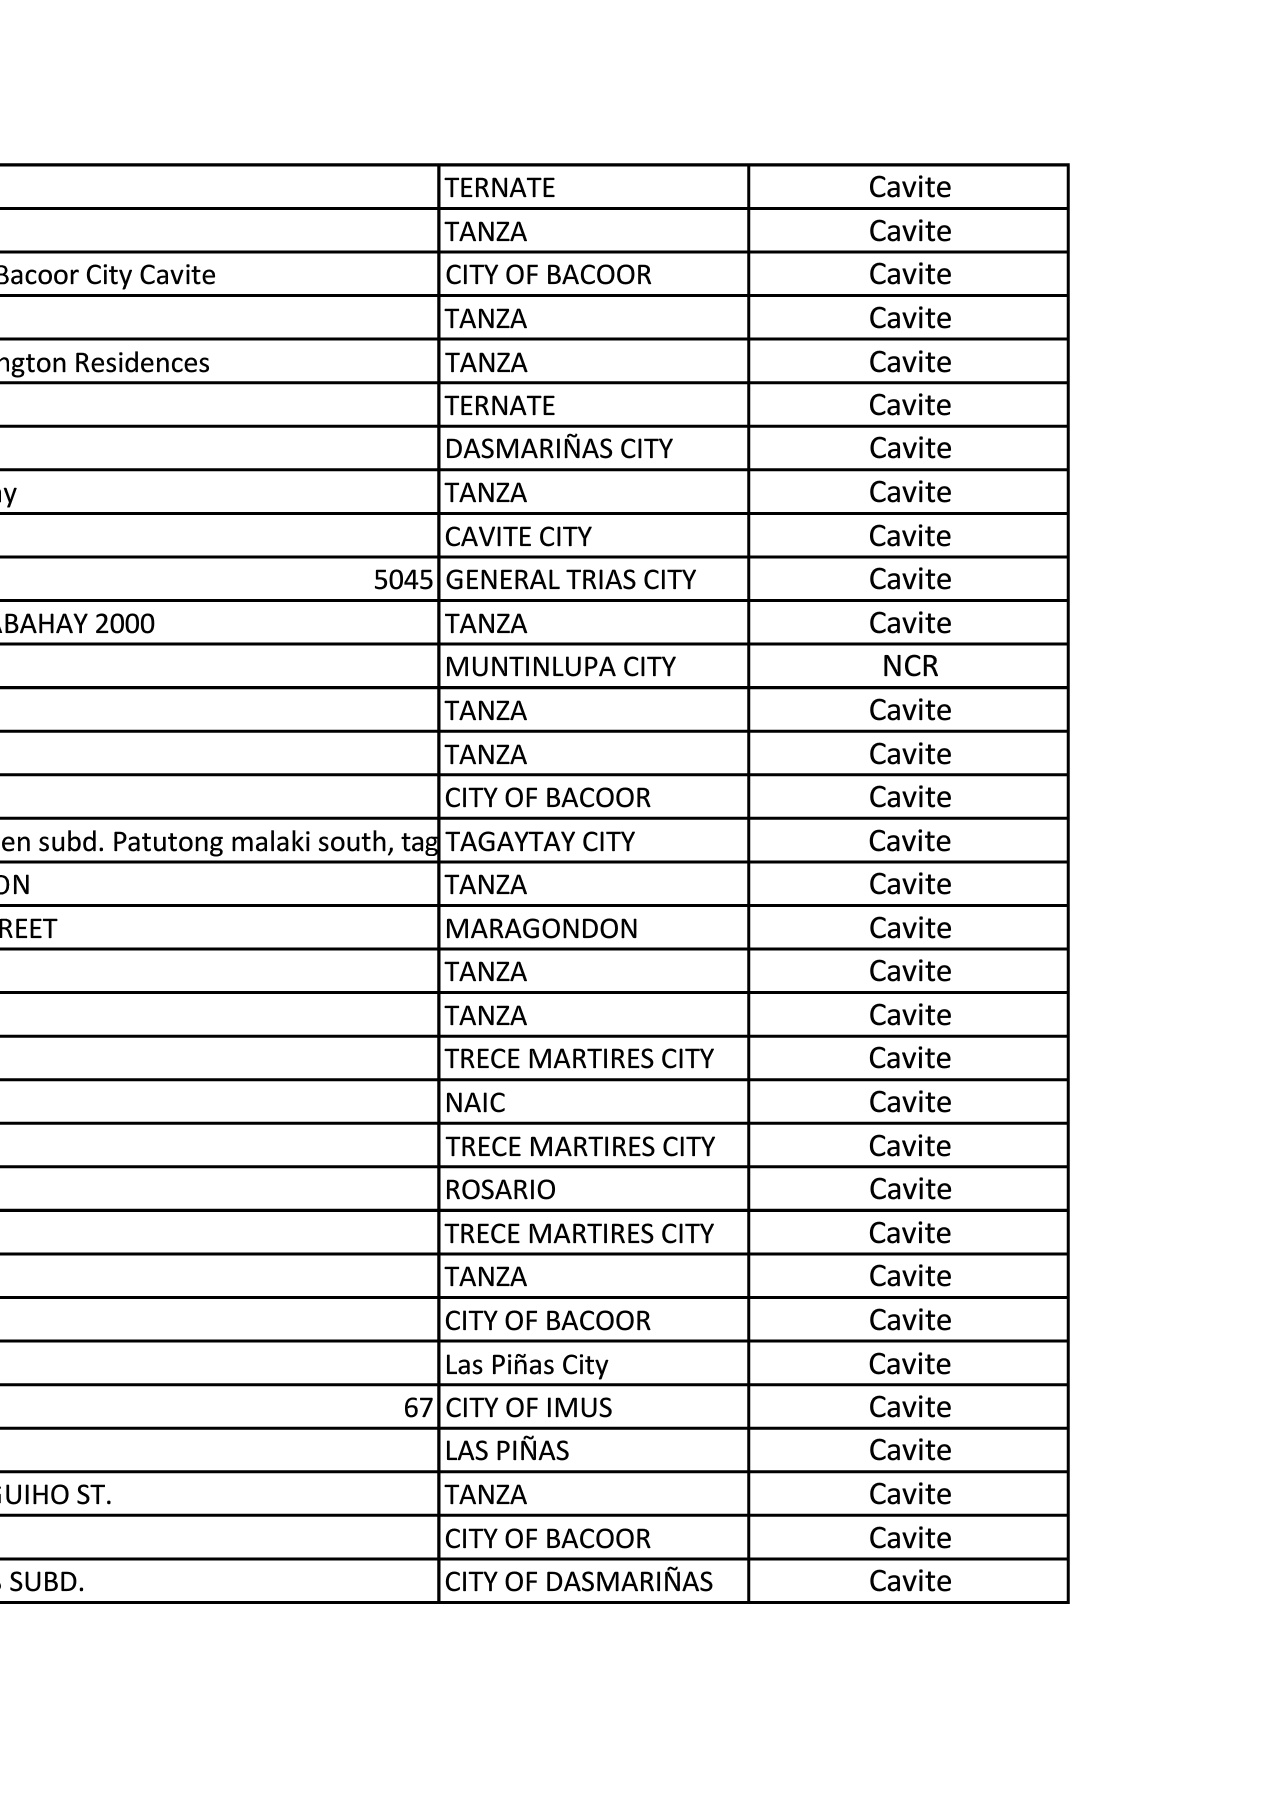 TERNATE Cavite
TANZA Cavite
Bacoor City Cavite CITY OF BACOOR Cavite
TANZA Cavite
ngton Residences TANZA Cavite
TERNATE Cavite
DASMARIÑAS CITY Cavite
ay TANZA Cavite
CAVITE CITY Cavite
5045 GENERAL TRIAS CITY Cavite
ABAHAY 2000 TANZA Cavite
MUNTINLUPA CITY NCR
TANZA Cavite
TANZA Cavite
CITY OF BACOOR Cavite
en subd. Patutong malaki south, tag TAGAYTAY CITY Cavite
ON TANZA Cavite
REET MARAGONDON Cavite
TANZA Cavite
TANZA Cavite
TRECE MARTIRES CITY Cavite
NAIC Cavite
TRECE MARTIRES CITY Cavite
ROSARIO Cavite
TRECE MARTIRES CITY Cavite
TANZA Cavite
CITY OF BACOOR Cavite
Las Piñas City Cavite
67 CITY OF IMUS Cavite
LAS PIÑAS Cavite
GUIHO ST. TANZA Cavite
CITY OF BACOOR Cavite
SUBD. CITY OF DASMARIÑAS Cavite